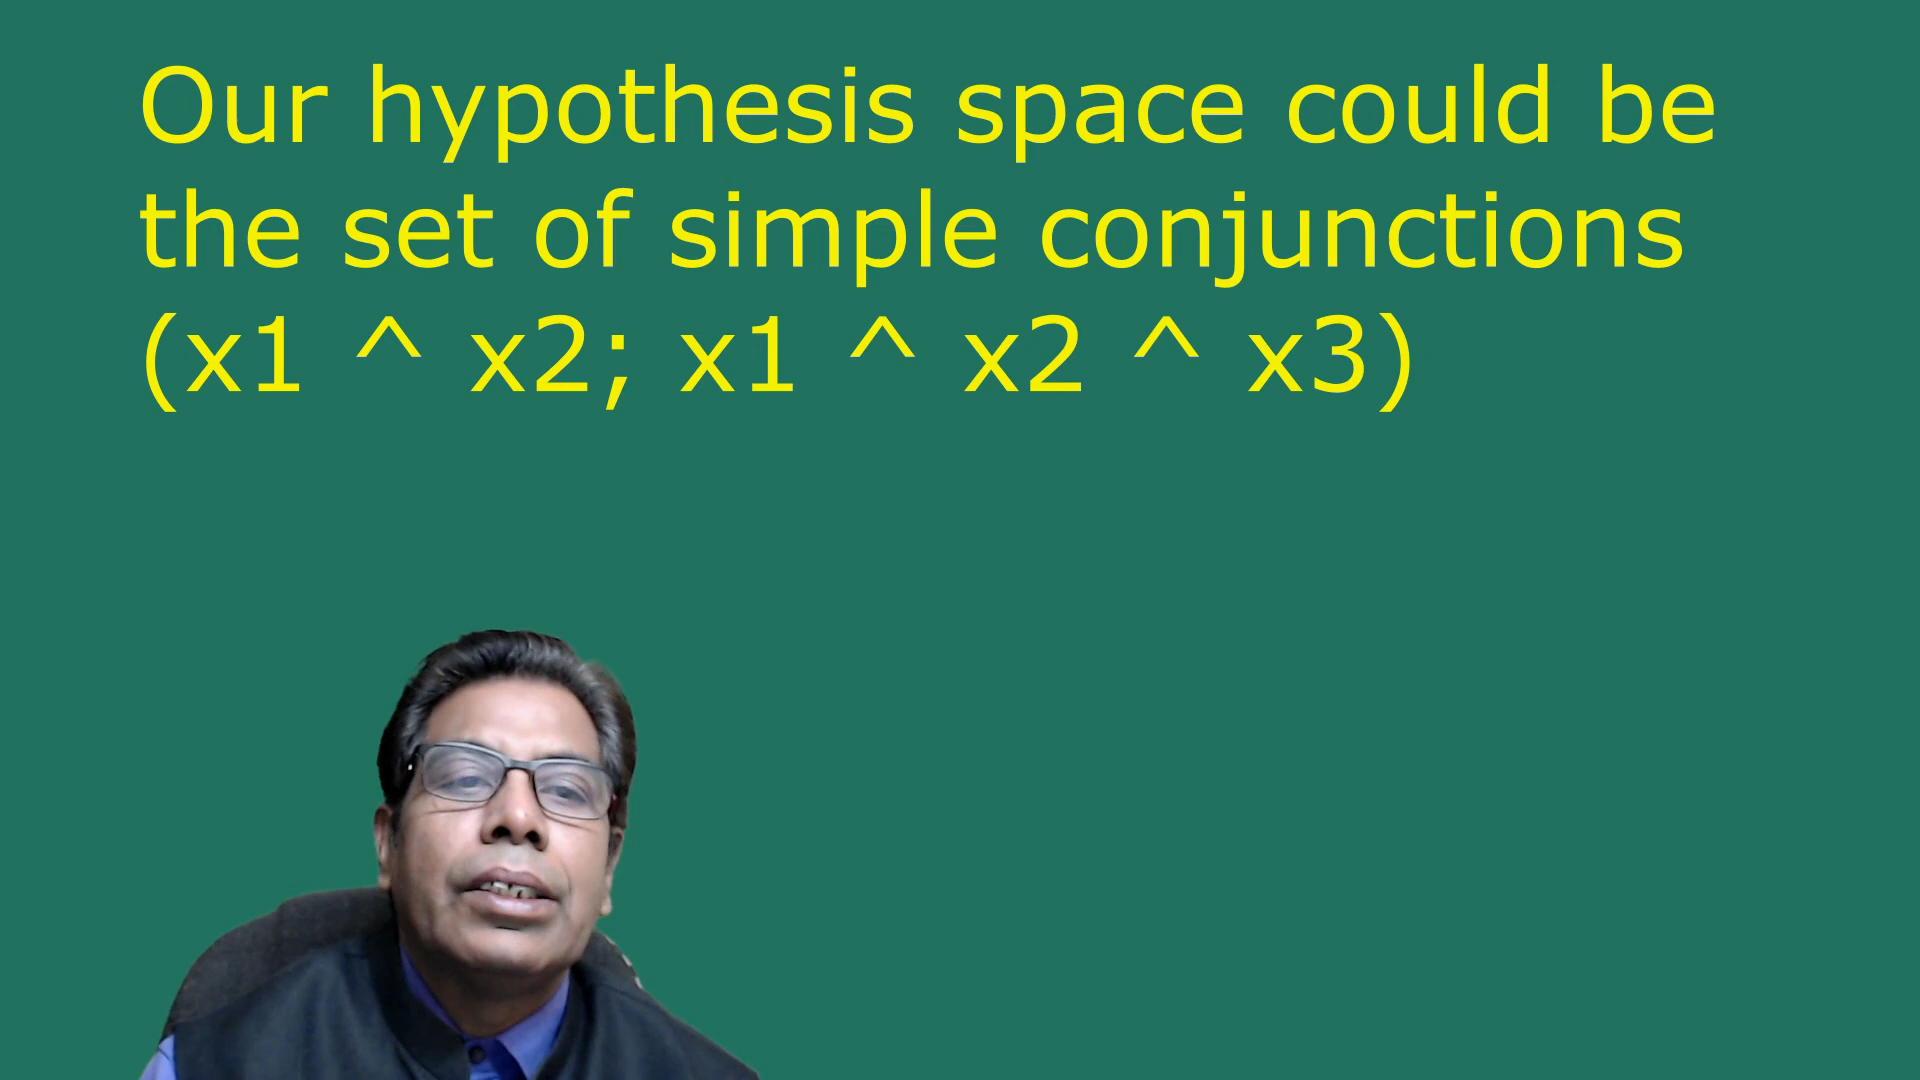 Our hypothesis space could be
the set of simple conjunctions
(x1 ^ x2; x1 ^ x2 ^ x3)